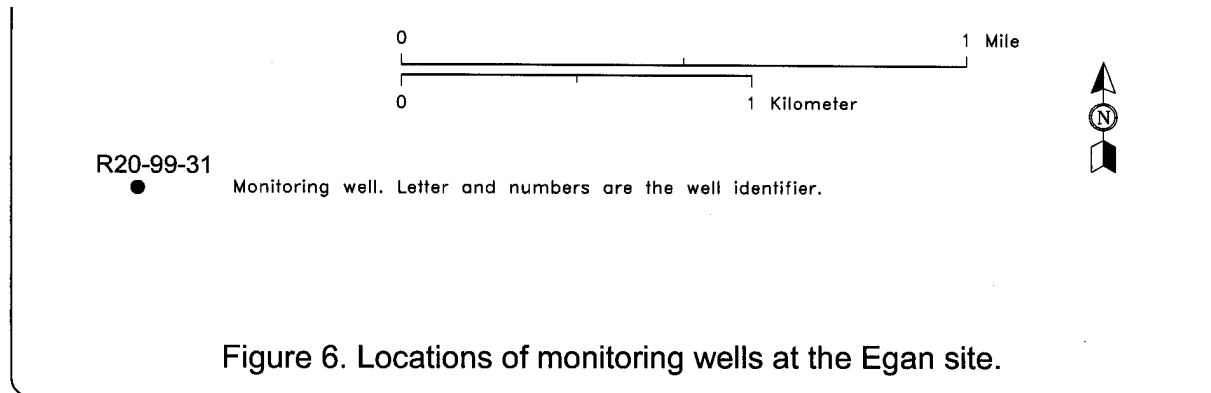 0 1 Mile
0 1 Kilometer
N
R20-99-31
Monitoring well. Letter and numbers are the well identifier.
Figure 6. Locations of monitoring wells at the Egan site.